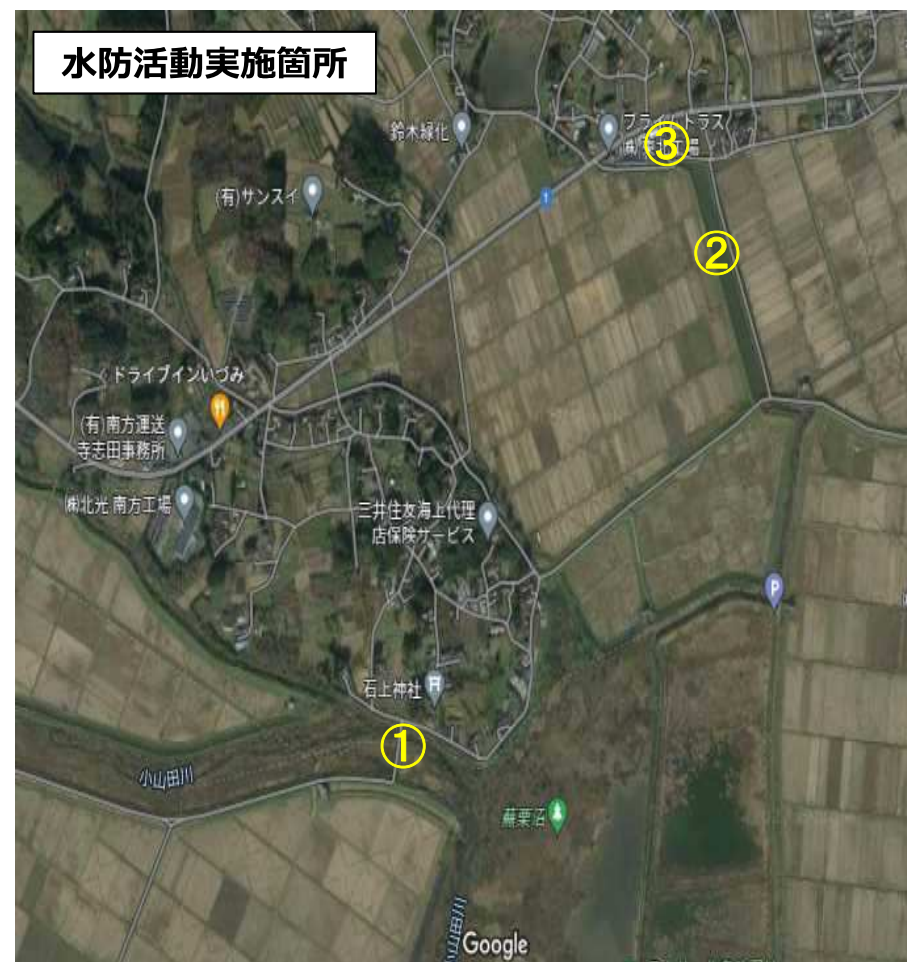 水防活動実施箇所
鈴木緑化
③
(有)サンスイ
1
②
ドライブインいづみ
(有)南方運送
寺志田事務所
㈱北光 南方工場
三井住友海上代理
店保険サービス
P
石上神社
①
小山田川
蕪栗沼
Google